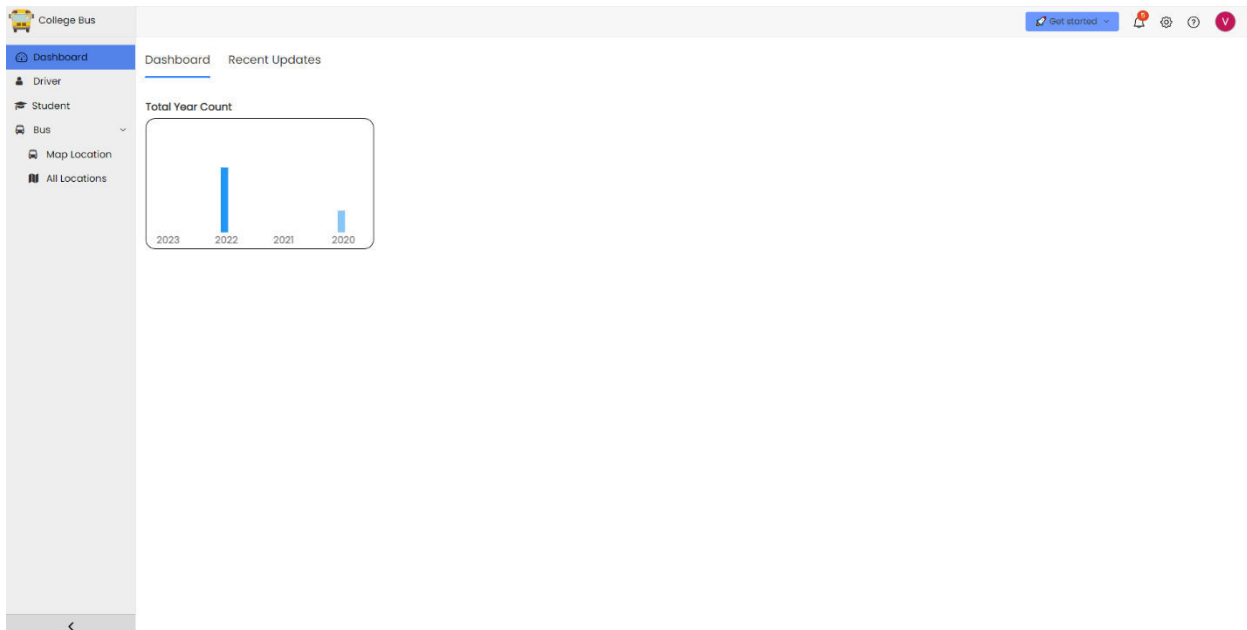 College Bus
Get started
5
V
Dashboard
Driver
Student
Bus
Map Location
All Locations
Dashboard Recent Updates
Total Year Count
2023 2022 2021 2020